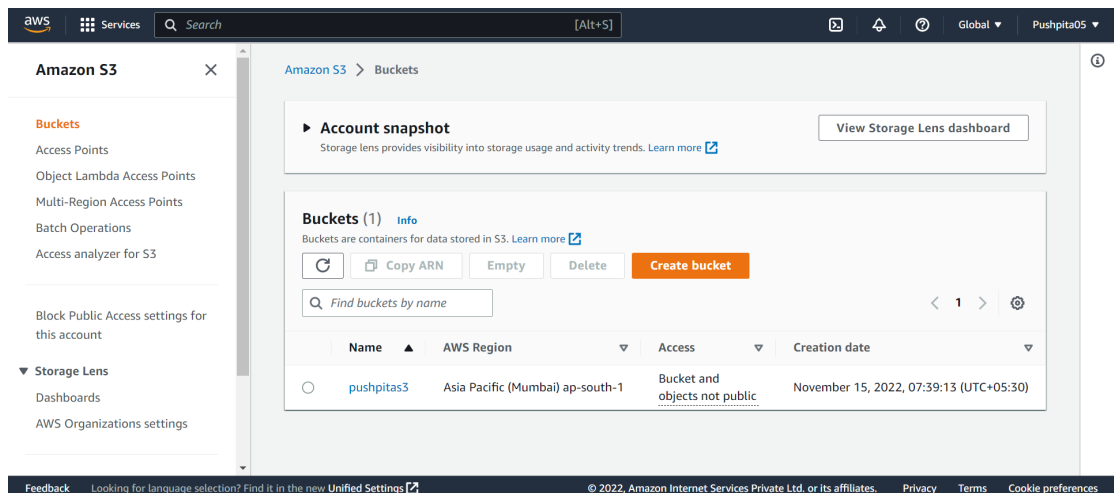 aws Services Search [Alt+S] Global Pushpita05
Amazon S3
Buckets
Access Points
Object Lambda Access Points
Multi-Region Access Points
Batch Operations
Access analyzer for S3
Block Public Access settings for
this account
Storage Lens
Dashboards
AWS Organizations settings
Amazon S3 > Buckets
Account snapshot
View Storage Lens dashboard
Storage lens provides visibility into storage usage and activity trends. Learn more
Buckets (1) Info
Buckets are containers for data stored in S3. Learn more
Copy ARN Empty Delete Create bucket
Find buckets by name
1
Name AWS Region Access Creation date
pushpitas3 Asia Pacific (Mumbai) ap-south-1 Bucket and
objects not public November 15, 2022, 07:39:13 (UTC+05:30)
Feedback Looking for language selection? Find it in the new Unified Settings © 2022, Amazon Internet Services Private Ltd. or its affiliates. Privacy Terms Cookie preferences